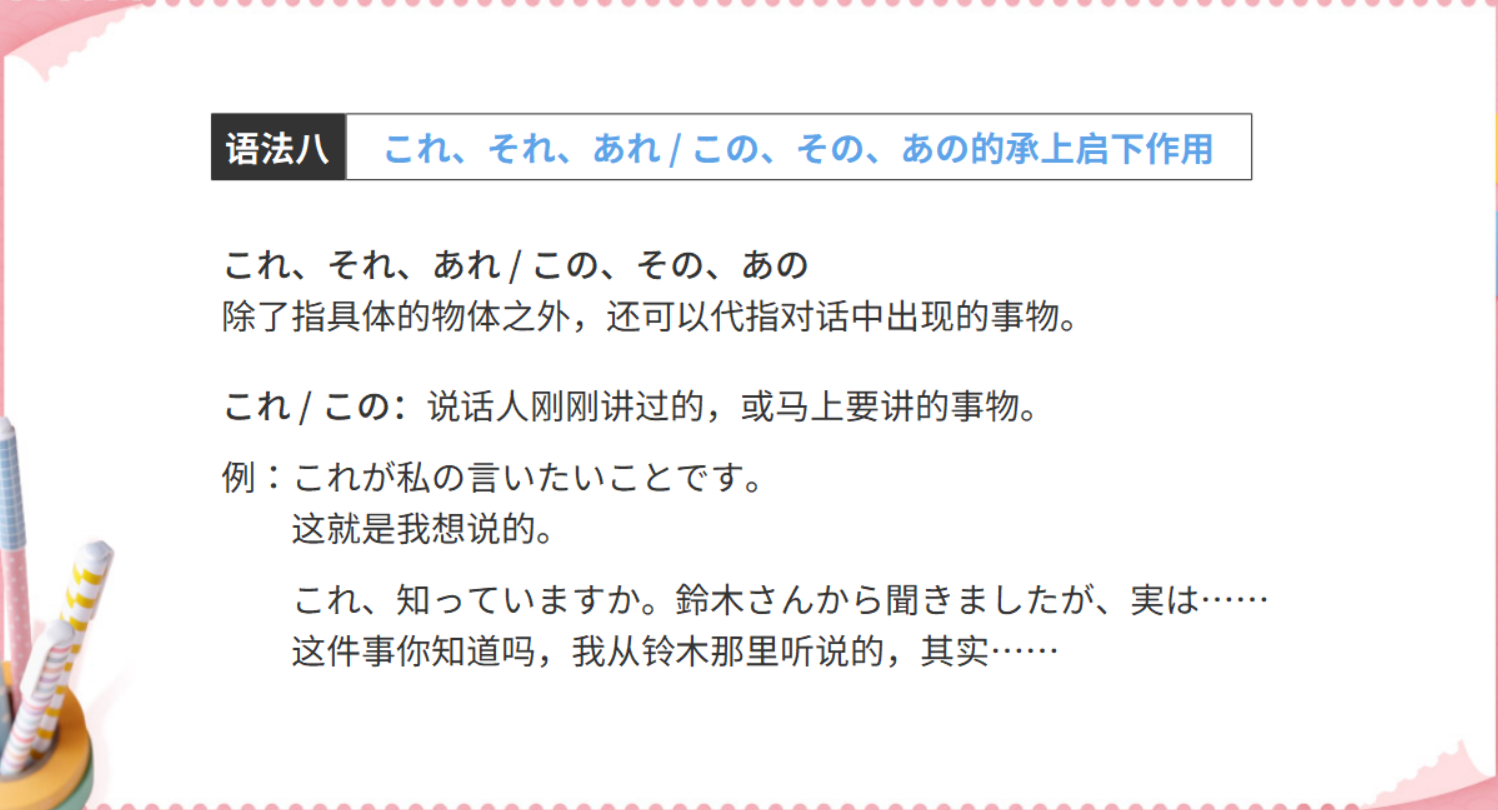 语法八 これ、それ、あれ / この、その、あの的承上启下作用
これ、それ、あれ / この、その、あの
除了指具体的物体之外，还可以代指对话中出现的事物。
これ / この：说话人刚刚讲过的，或马上要讲的事物。
例：これが私の言いたいことです。
这就是我想说的。
これ、知っていますか。鈴木さんから聞きましたが、実は……
这件事你知道吗，我从铃木那里听说的，其实……